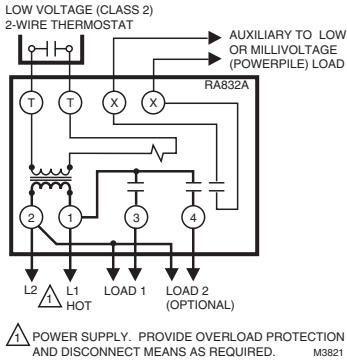 LOW VOLTAGE (CLASS 2)
2-WIRE THERMOSTAT
AUXILIARY TO LOW
OR MILLIVOLTAGE
(POWERPILE) LOAD
RA832A
T T X X
2 1 3 4
L2 1 L1 HOT LOAD 1 LOAD 2
(OPTIONAL)
1 POWER SUPPLY. PROVIDE OVERLOAD PROTECTION
AND DISCONNECT MEANS AS REQUIRED. M3821